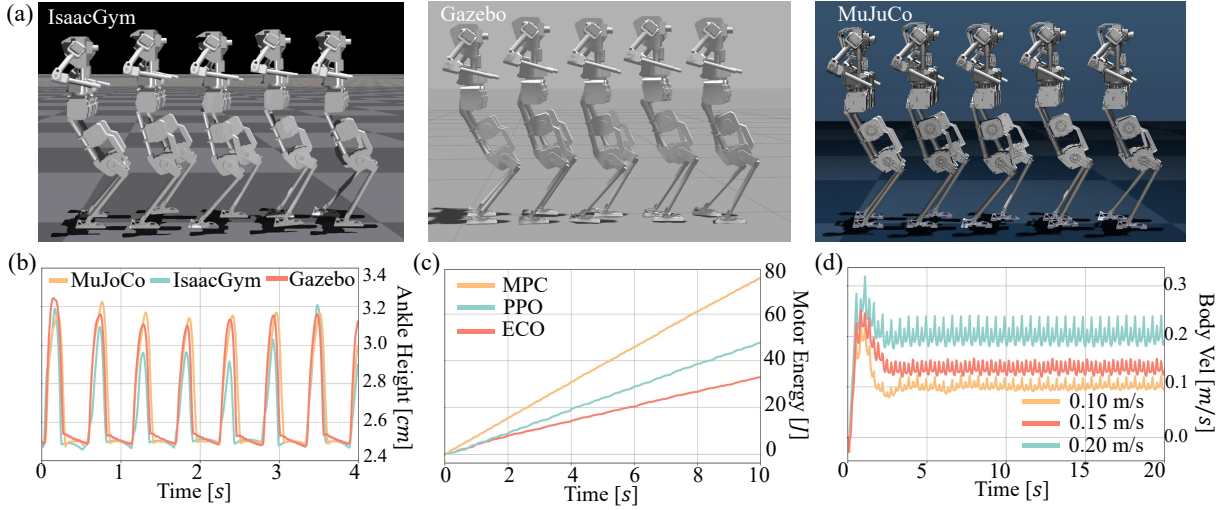 (a) IsaacGym Gazebo MuJuCo
(b) (c) (d)
MuJoCo IsaacGym Gazebo
3.4
3.2
3.0
2.8
2.6
2.4
Ankle Height [cm]
0 1 2 3 4
Time [s]
MPC
PPO
ECO
80
60
40
20
0
Motor Energy [J]
0 2 4 6 8 10
Time [s]
0.3
0.2
0.1
0.0
Body Vel [m/s]
0.10 m/s
0.15 m/s
0.20 m/s
0 5 10 15 20
Time [s]